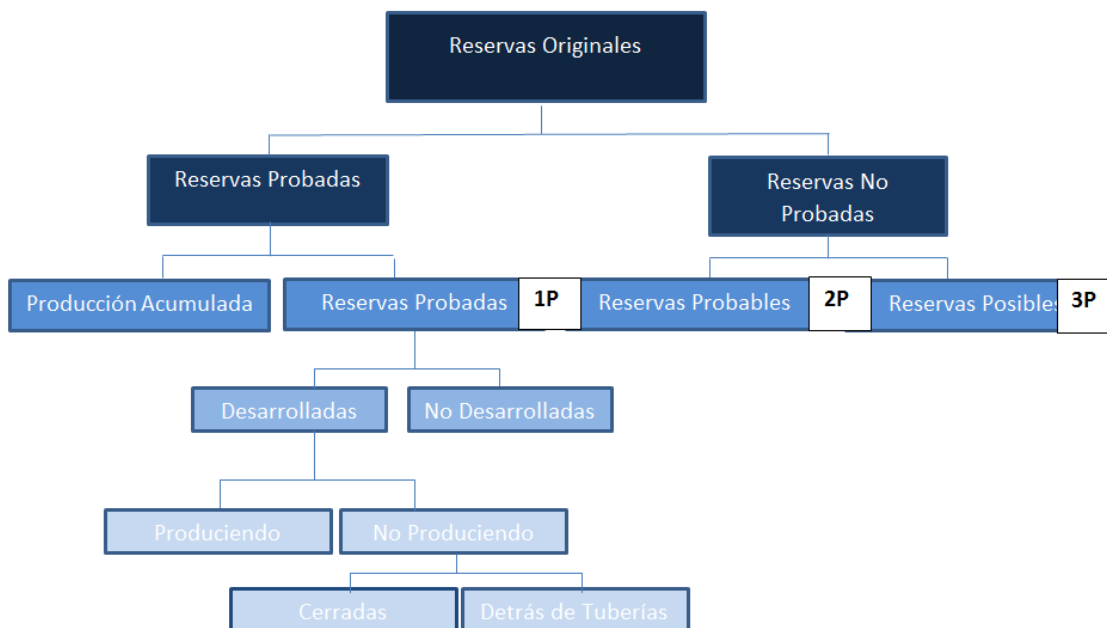 Reservas Originales
Reservas Probadas
Reservas No
Probadas
Producción Acumulada
Reservas Probadas
1P
Reservas Probables
2P
Reservas Posibles
3P
Desarrolladas
No Desarrolladas
Produciendo
No Produciendo
Cerradas
Detrás de Tuberías